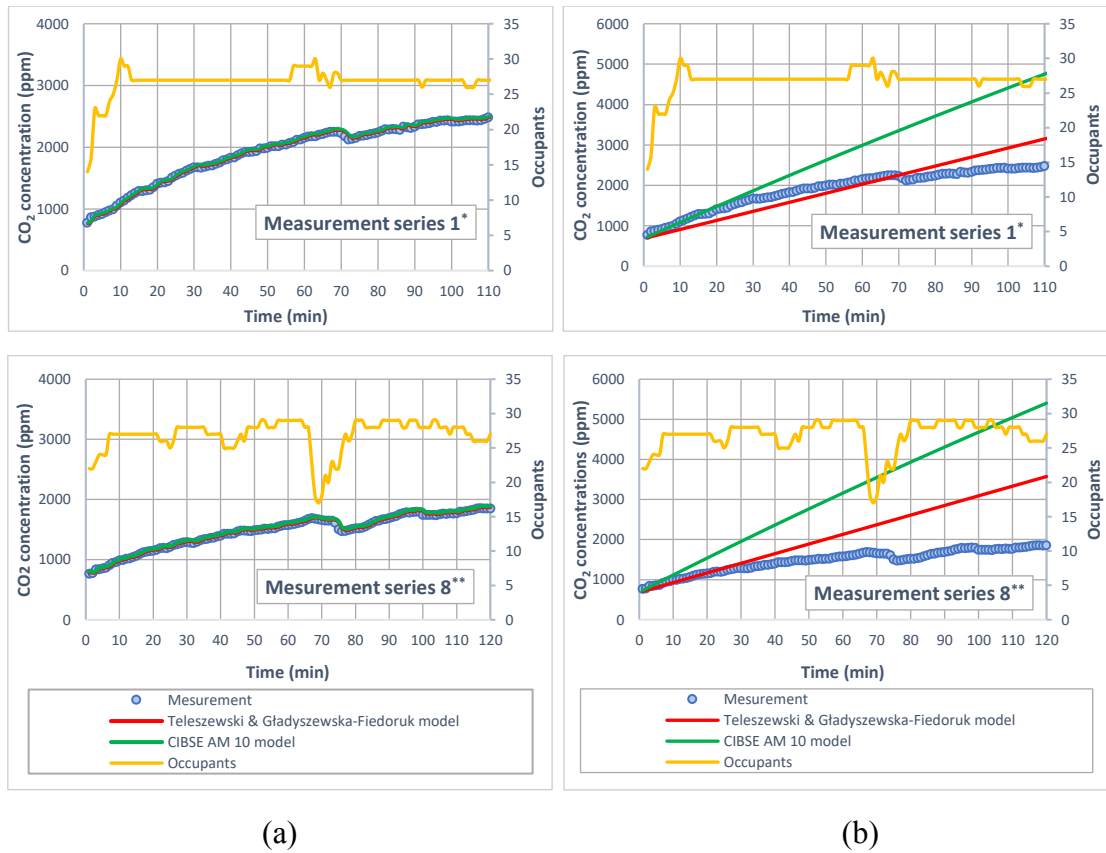 4000
3000
2000
1000
0
CO2 concentration (ppm)
35
30
25
20
15
10
5
0
Occupants
0 10 20 30 40 50 60 70 80 90 100 110
Time (min)
Measurement series 1*
6000
5000
4000
3000
2000
1000
0
CO2 concentration (ppm)
35
30
25
20
15
10
5
0
Occupants
0 10 20 30 40 50 60 70 80 90 100 110
Time (min)
Measurement series 1*
4000
3000
2000
1000
0
CO2 concentration (ppm)
35
30
25
20
15
10
5
0
Occupants
0 10 20 30 40 50 60 70 80 90 100 110 120
Time (min)
Mesurement series 8**
Mesurement
Teleszewski & Gładyszewska-Fiedoruk model
CIBSE AM 10 model
Occupants
6000
5000
4000
3000
2000
1000
0
CO2 concentrations (ppm)
35
30
25
20
15
10
5
0
Occupants
0 10 20 30 40 50 60 70 80 90 100 110 120
Time (min)
Measurement series 8**
Mesurement
Teleszewski & Gładyszewska-Fiedoruk model
CIBSE AM 10 model
Occupants
(a)
(b)